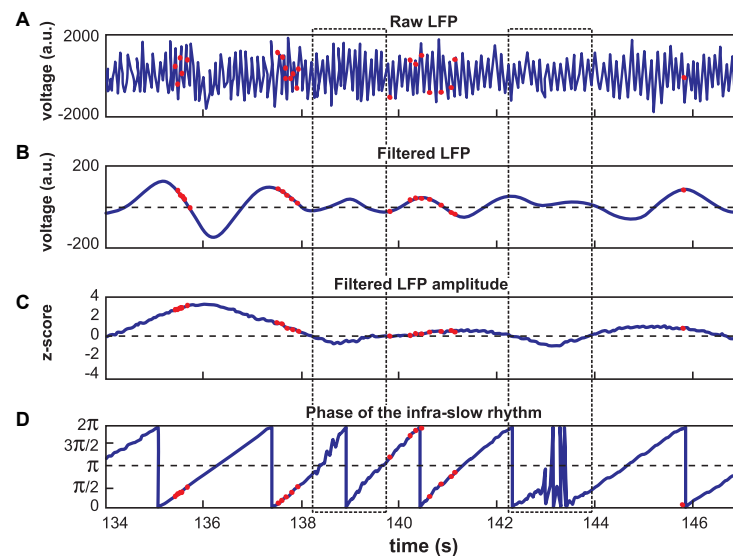 A
Raw LFP
voltage (a.u.)
2000
0
-2000
B
Filtered LFP
voltage (a.u.)
200
0
-200
C
Filtered LFP amplitude
z-score
4
2
0
-2
-4
D
Phase of the infra-slow rhythm
2π
3π/2
π
π/2
0
134 136 138 140 142 144 146
time (s)